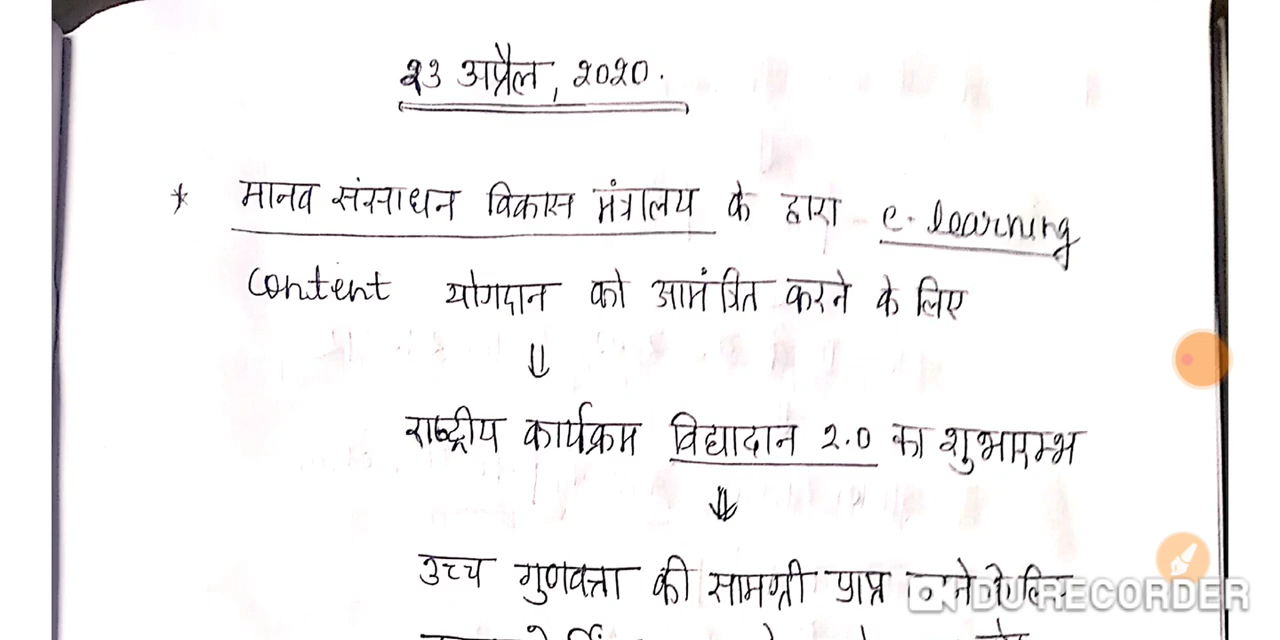 23 अप्रैल, 2020.
* मानव संसाधन विकास मंत्रालय के द्वारा e-learning
content योगदान को आमंत्रित करने के लिए
⇓
राष्ट्रीय कार्यक्रम विद्यादान 2.0 का शुभारम्भ
⇓
उच्च गुणवत्ता की सामग्री प्राप्त
DU RECORDER